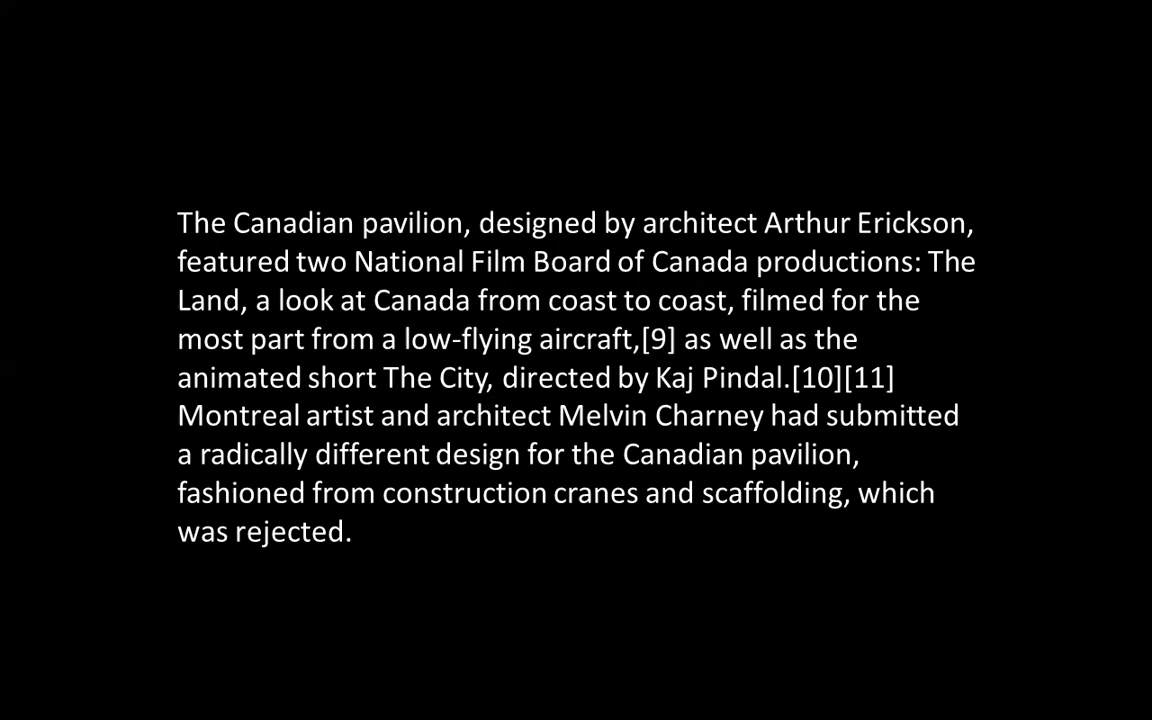 The Canadian pavilion, designed by architect Arthur Erickson,
featured two National Film Board of Canada productions: The
Land, a look at Canada from coast to coast, filmed for the
most part from a low-flying aircraft,[9] as well as the
animated short The City, directed by Kaj Pindal.[10][11]
Montreal artist and architect Melvin Charney had submitted
a radically different design for the Canadian pavilion,
fashioned from construction cranes and scaffolding, which
was rejected.